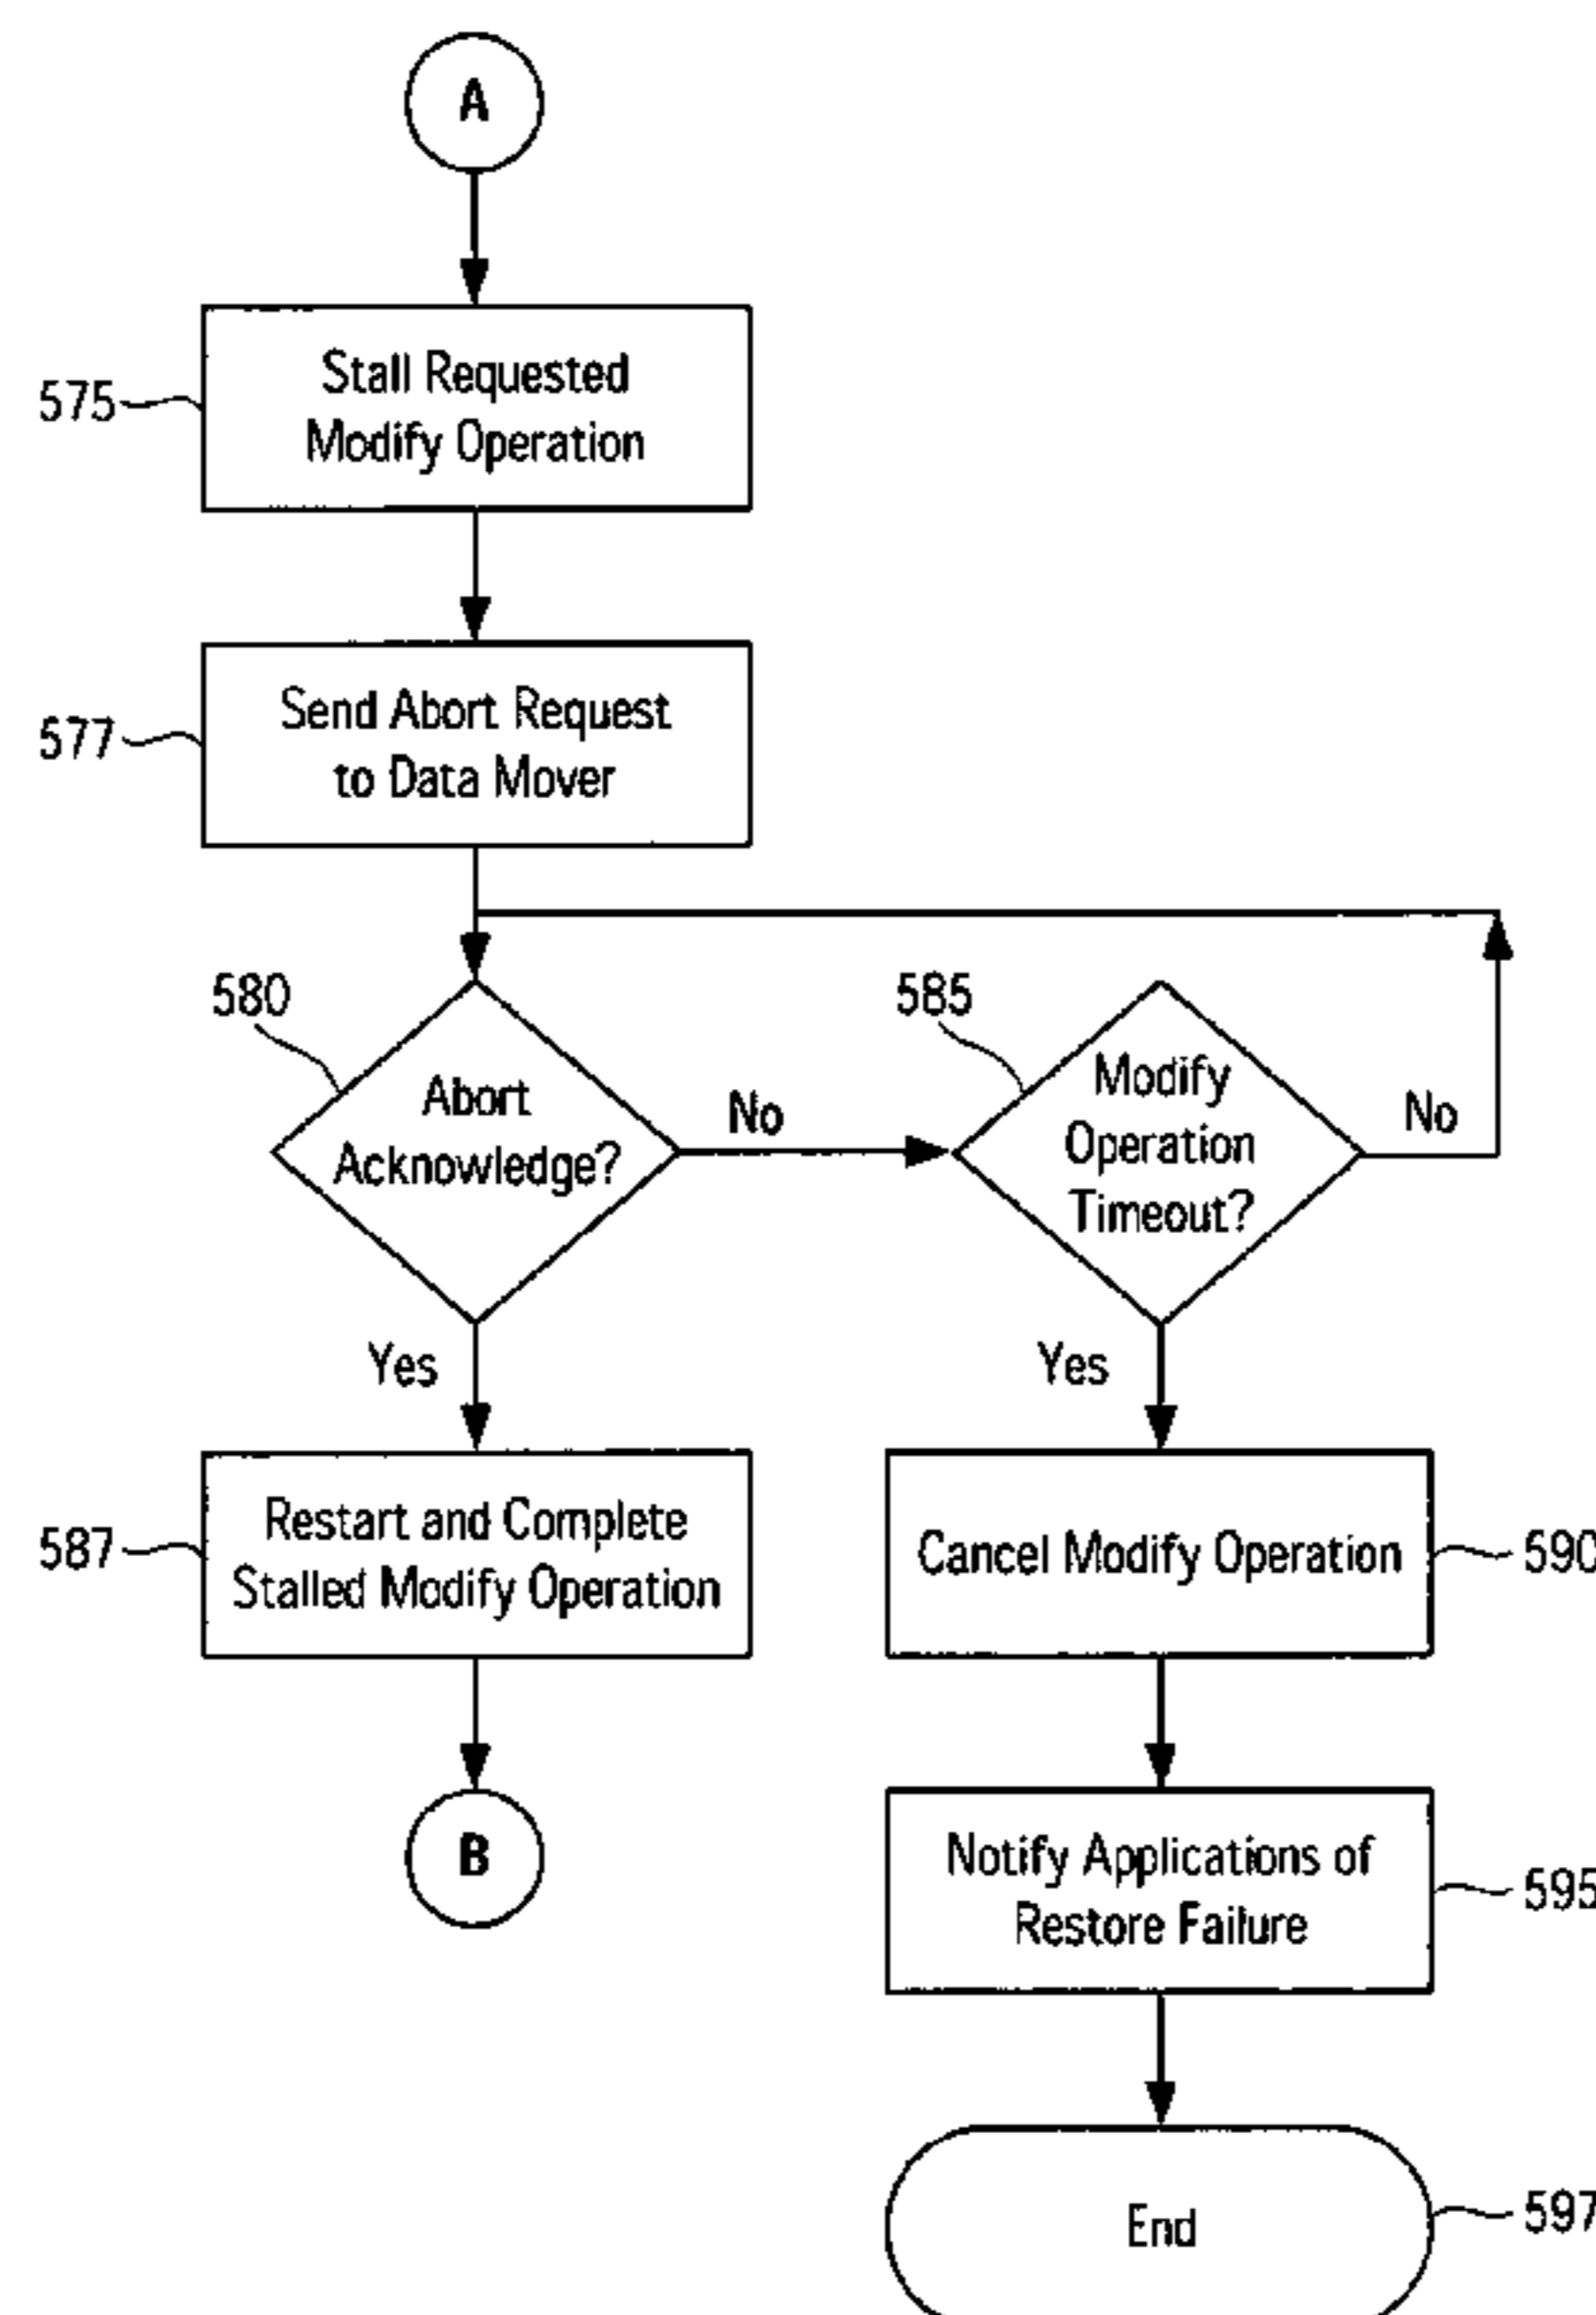 A
575
Stall Requested
Modify Operation
577
Send Abort Request
to Data Mover
580
Abort
Acknowledge?
No
585
Modify
Operation
Timeout?
No
Yes
Yes
587
Restart and Complete
Stalled Modify Operation
Cancel Modify Operation
590
B
Notify Applications of
Restore Failure
595
End
597